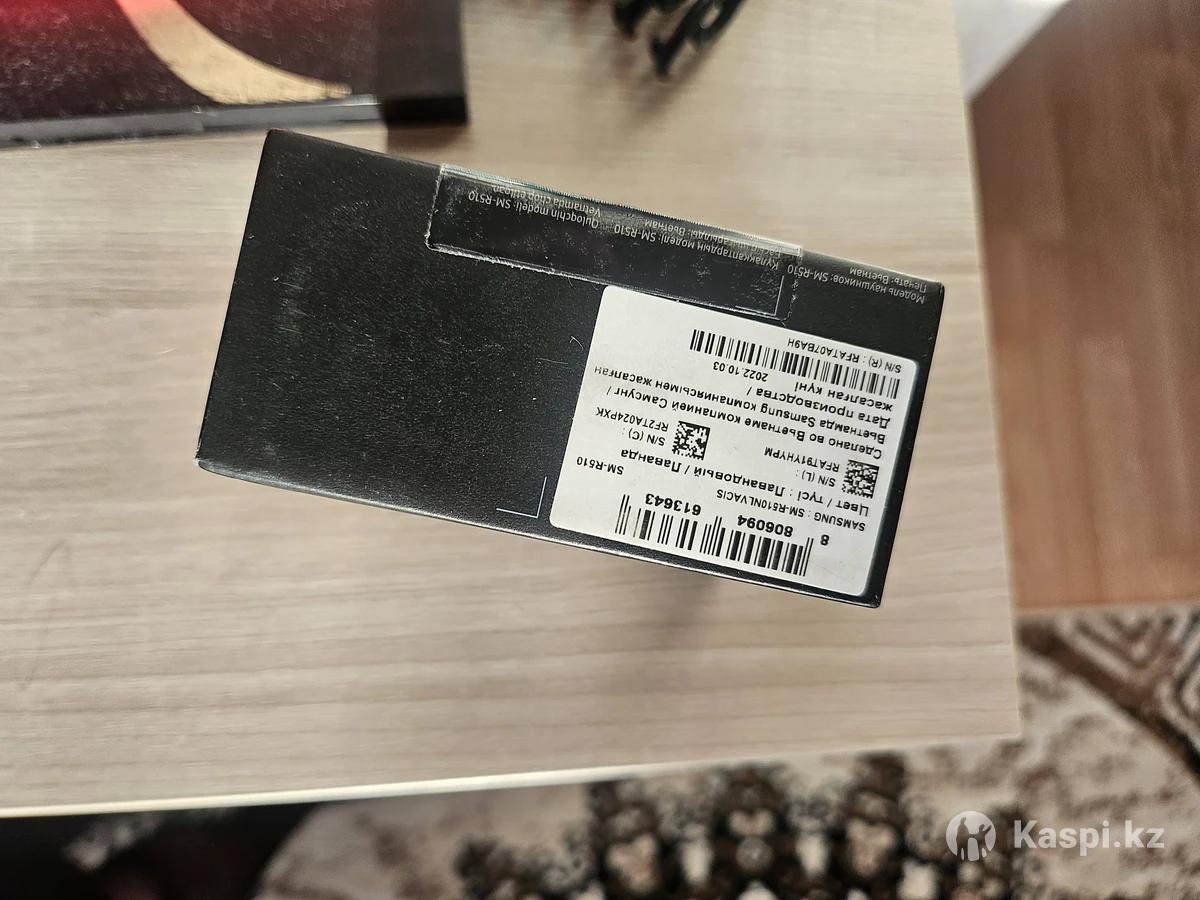 Модель наушников: SM-R510
Печать: Вьетнам
Құлаққаптардың моделі: SM-R510
Вьетнам
Quloqchin modeli: SM-R510
Vetnamda chop etilgan
8 806094 613643
SAMSUNG : SM-R510NLVACIS
SM-R510
Цвет / түсі : Лавандовый / Лаванда
S/N (L) :
RFAT91YHYPM
S/N (C) :
RF2TA024PXK
Сделано во Вьетнаме компанией Самсунг /
Вьетнамда Samsung компаниясымен жасалған
Дата производства /
жасалған күні 2022.10.03
S/N (R) : RFATA07BA9H
Kaspi.kz